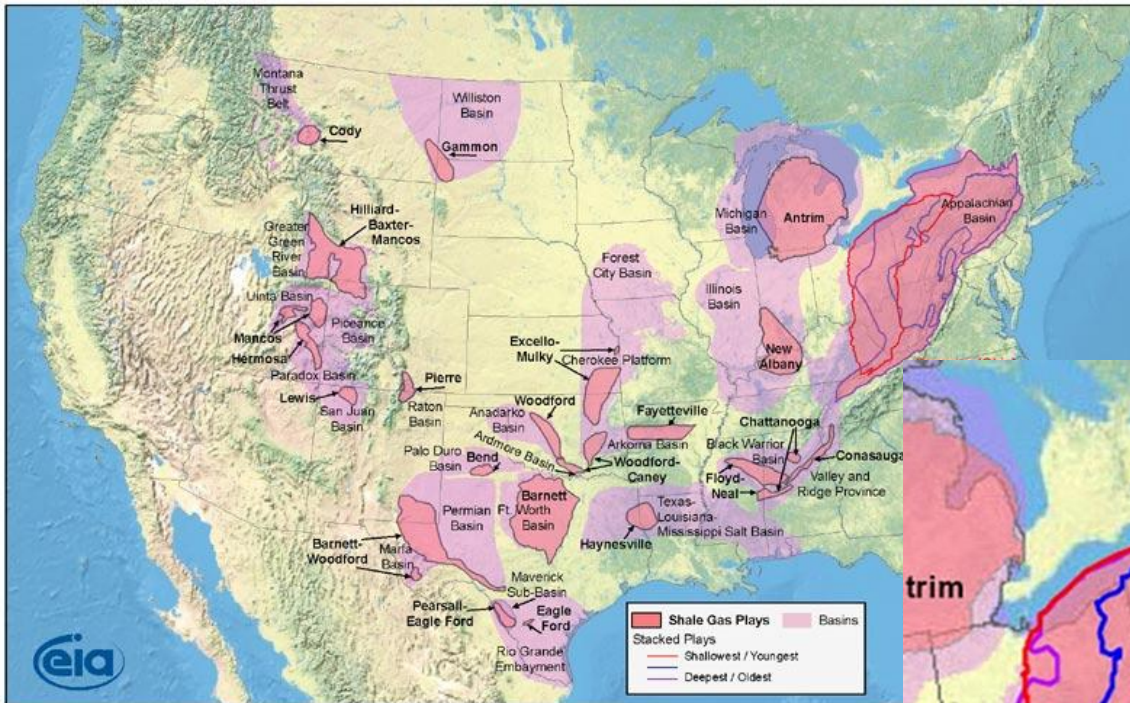 Montana
Thrust
Belt
Cody
Williston
Basin
Gammon
Hilliard-
Baxter-
Mancos
Greater
Green
River
Basin
Uinta Basin
Mancos
Piceance
Basin
Hermosa
Paradox Basin
Lewis
San Juan
Basin
Pierre
Raton
Basin
Michigan
Basin
Antrim
Appalachian
Basin
Forest
City Basin
Illinois
Basin
New
Albany
Excello-
Mulky
Cherokee Platform
Woodford
Anadarko
Basin
Ardmore Basin
Palo Duro
Basin
Bend
Fayetteville
Arkoma Basin
Woodford-
Caney
Chattanooga
Black Warrior
Basin
Conasauga
Floyd-
Neal
Valley and
Ridge Province
Permian
Basin
Ft.
Worth
Basin
Barnett
Texas-
Louisiana-
Mississippi Salt Basin
Haynesville
Barnett-
Woodford
Marfa
Basin
Maverick
Sub-Basin
Pearsall-
Eagle Ford
Eagle
Ford
Rio Grande
Embayment
Shale Gas Plays
Basins
Stacked Plays
Shallowest / Youngest
Deepest / Oldest
eia
trim